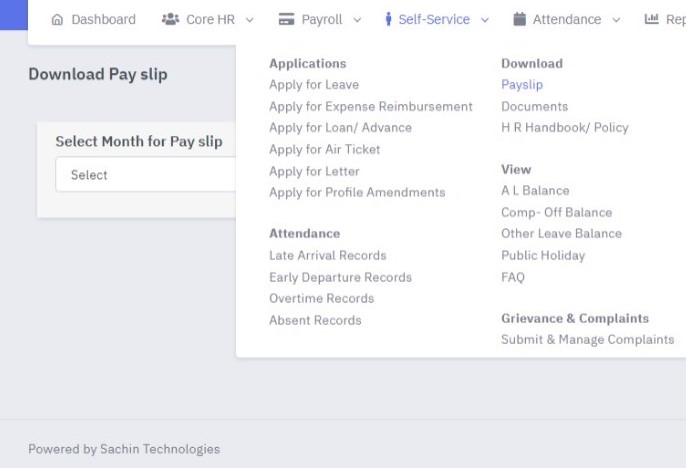 Dashboard Core HR Payroll Self-Service Attendance
Download Pay slip
Select Month for Pay slip
Select
Applications
Apply for Leave
Apply for Expense Reimbursement
Apply for Loan/ Advance
Apply for Air Ticket
Apply for Letter
Apply for Profile Amendments
Attendance
Late Arrival Records
Early Departure Records
Overtime Records
Absent Records
Download
Payslip
Documents
H R Handbook/ Policy
View
A L Balance
Comp- Off Balance
Other Leave Balance
Public Holiday
FAQ
Grievance & Complaints
Submit & Manage Complaints
Powered by Sachin Technologies